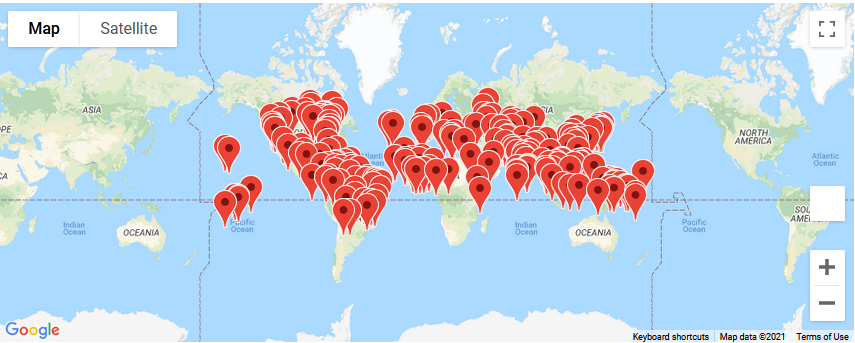 Map
Satellite
ASIA
NORTH
AMERICA
Atlantic
Ocean
CA
Indian
Ocean
OCEANIA
Pacific
Ocean
Indian
Ocean
OCEANIA
Pacific
Ocean
Google
Keyboard shortcuts
Map data ©2021
Terms of Use